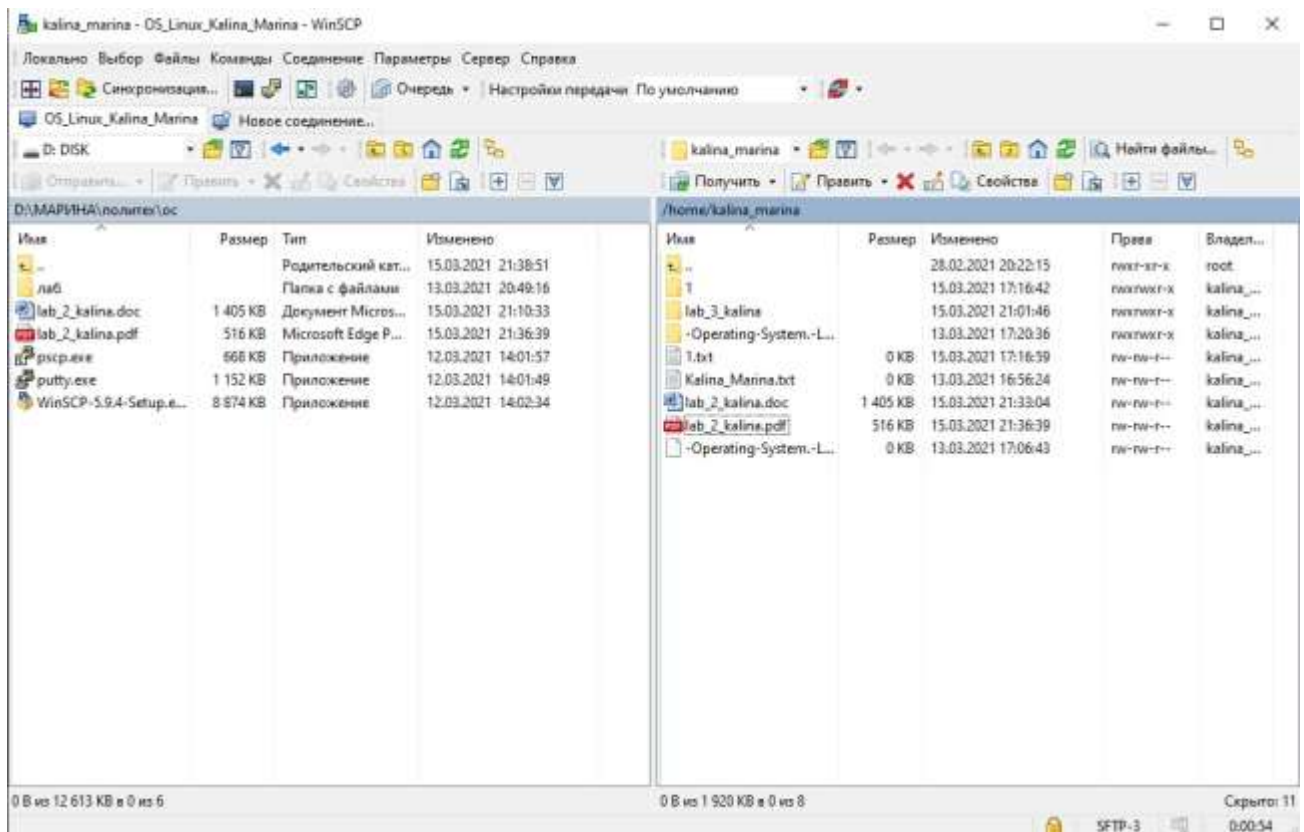 kalina_marina - OS_Linux_Kalina_Marina - WinSCP
Локально Выбор Файлы Команды Соединение Параметры Сервер Справка
Синхронизация... Очередь Настройки передачи По умолчанию
OS_Linux_Kalina_Marina Новое соединение...
D: DISK
Отправить... Править Свойства
D:\МАРИНА\политех\ос
Имя Размер Тип Изменено
.. Родительский кат... 15.03.2021 21:38:51
лаб Папка с файлами 13.03.2021 20:49:16
lab_2_kalina.doc 1 405 KB Документ Micros... 15.03.2021 21:10:33
lab_2_kalina.pdf 516 KB Microsoft Edge P... 15.03.2021 21:36:39
pscp.exe 668 KB Приложение 12.03.2021 14:01:57
putty.exe 1 152 KB Приложение 12.03.2021 14:01:49
WinSCP-5.9.4-Setup.e... 8 874 KB Приложение 12.03.2021 14:02:34
0 B из 12 613 KB в 0 из 6
kalina_marina Найти файлы...
Получить Править Свойства
/home/kalina_marina
Имя Размер Изменено Права Владел...
.. 28.02.2021 20:22:15 rwxr-xr-x root
1 15.03.2021 17:16:42 rwxrwxr-x kalina_...
lab_3_kalina 15.03.2021 21:01:46 rwxrwxr-x kalina_...
-Operating-System.-L... 13.03.2021 17:20:36 rwxrwxr-x kalina_...
1.txt 0 KB 15.03.2021 17:16:59 rw-rw-r-- kalina_...
Kalina_Marina.txt 0 KB 13.03.2021 16:56:24 rw-rw-r-- kalina_...
lab_2_kalina.doc 1 405 KB 15.03.2021 21:33:04 rw-rw-r-- kalina_...
lab_2_kalina.pdf 516 KB 15.03.2021 21:36:39 rw-rw-r-- kalina_...
-Operating-System.-L... 0 KB 13.03.2021 17:06:43 rw-rw-r-- kalina_...
0 B из 1 920 KB в 0 из 8 Скрыто: 11
SFTP-3 0:00:54